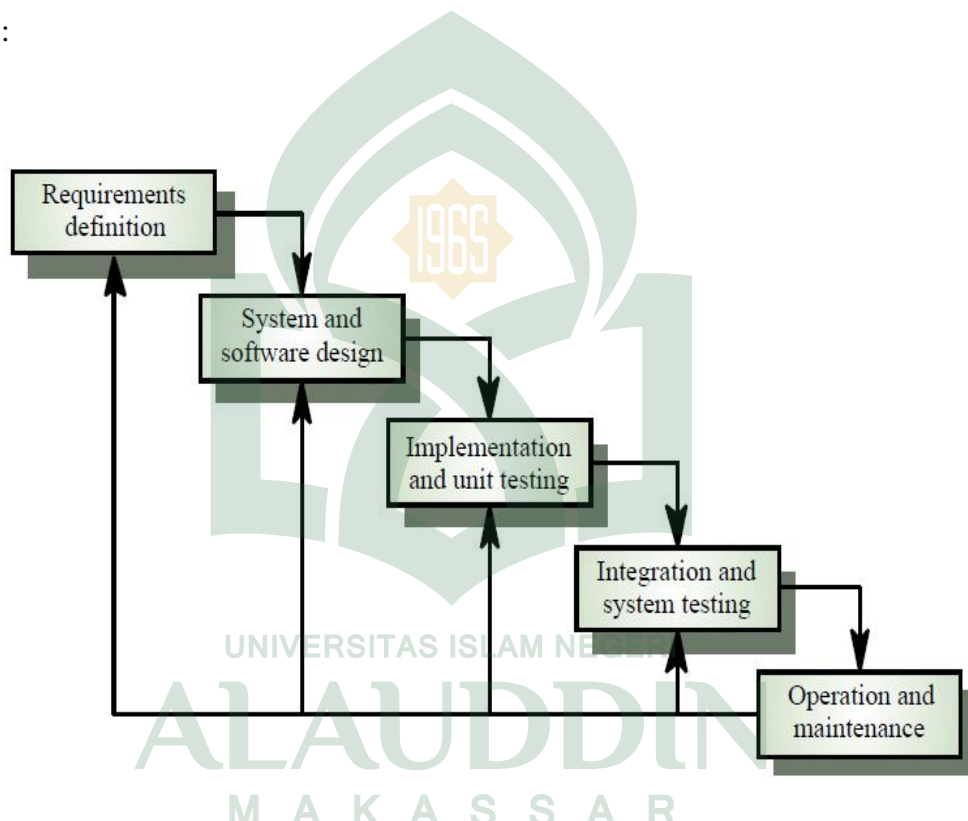 :
Requirements
definition
1965
System and
software design
Implementation
and unit testing
Integration and
system testing
UNIVERSITAS ISLAM NEGERI
Operation and
maintenance
ALAUDDIN
MAKASSAR